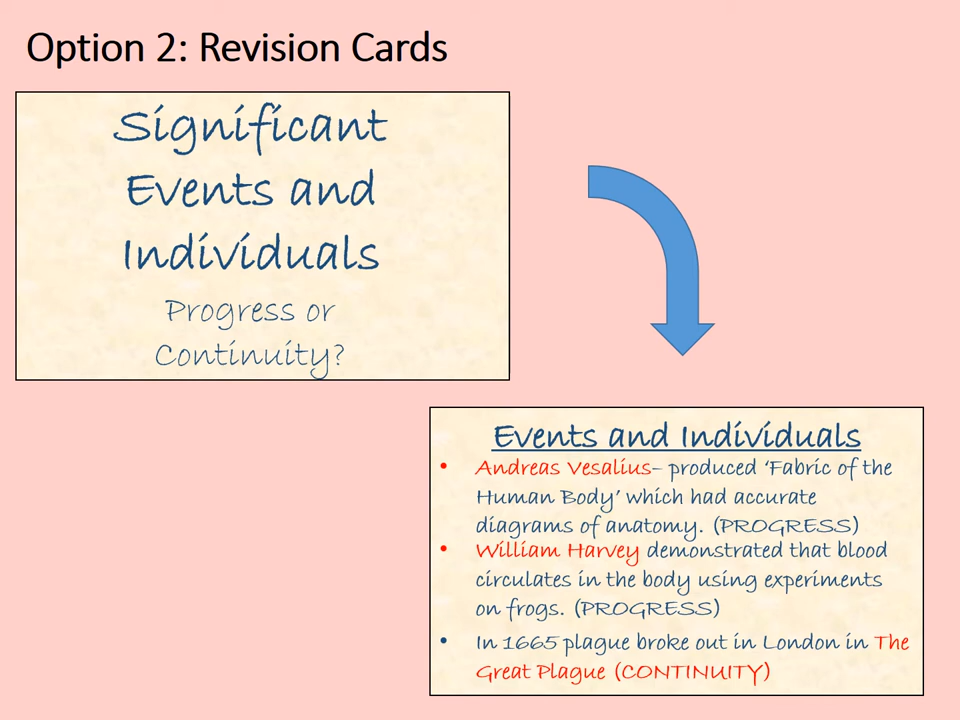 Option 2: Revision Cards
Significant
Events and
Individuals
Progress or
Continuity?
Events and Individuals
• Andreas Vesalius– produced ‘Fabric of the
Human Body’ which had accurate
diagrams of anatomy. (PROGRESS)
• William Harvey demonstrated that blood
circulates in the body using experiments
on frogs. (PROGRESS)
• In 1665 plague broke out in London in The
Great Plague (CONTINUITY)